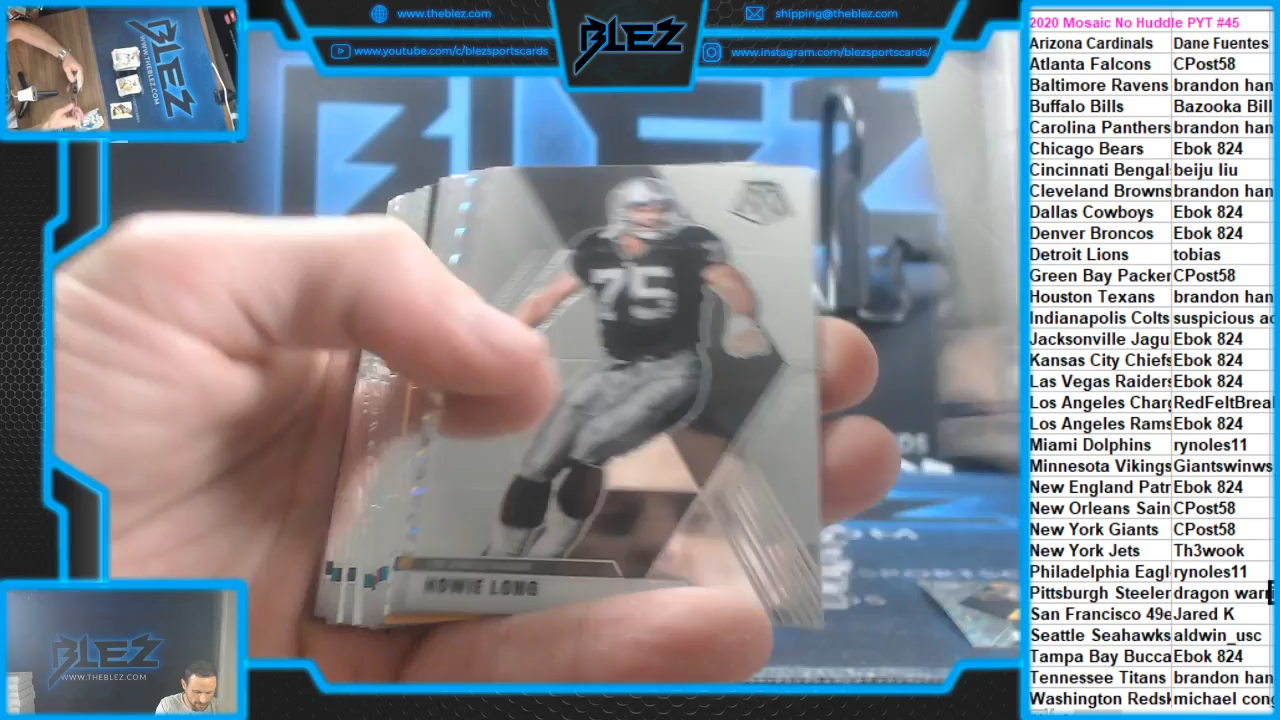 www.theblez.com
shipping@theblez.com
www.youtube.com/c/blezsportscards
www.instagram.com/blezsportscards/
BLEZ
BLEZ
WWW.THEBLEZ.COM
75
HOWIE LONG
BLEZ
WWW.THEBLEZ.COM
2020 Mosaic No Huddle PYT #45
Arizona Cardinals Dane Fuentes
Atlanta Falcons CPost58
Baltimore Ravens brandon han
Buffalo Bills Bazooka Bill
Carolina Panthers brandon han
Chicago Bears Ebok 824
Cincinnati Bengal beiju liu
Cleveland Browns brandon han
Dallas Cowboys Ebok 824
Denver Broncos Ebok 824
Detroit Lions tobias
Green Bay Packer CPost58
Houston Texans brandon han
Indianapolis Colts suspicious ac
Jacksonville Jagu Ebok 824
Kansas City Chiefs Ebok 824
Las Vegas Raiders Ebok 824
Los Angeles Charg RedFeltBrea
Los Angeles Rams Ebok 824
Miami Dolphins rynoles11
Minnesota Vikings Giantswinws
New England Patr Ebok 824
New Orleans Sain CPost58
New York Giants CPost58
New York Jets Th3wook
Philadelphia Eagl rynoles11
Pittsburgh Steeler dragon warri
San Francisco 49e Jared K
Seattle Seahawks aldwin_usc
Tampa Bay Bucca Ebok 824
Tennessee Titans brandon han
Washington Redsk michael cong